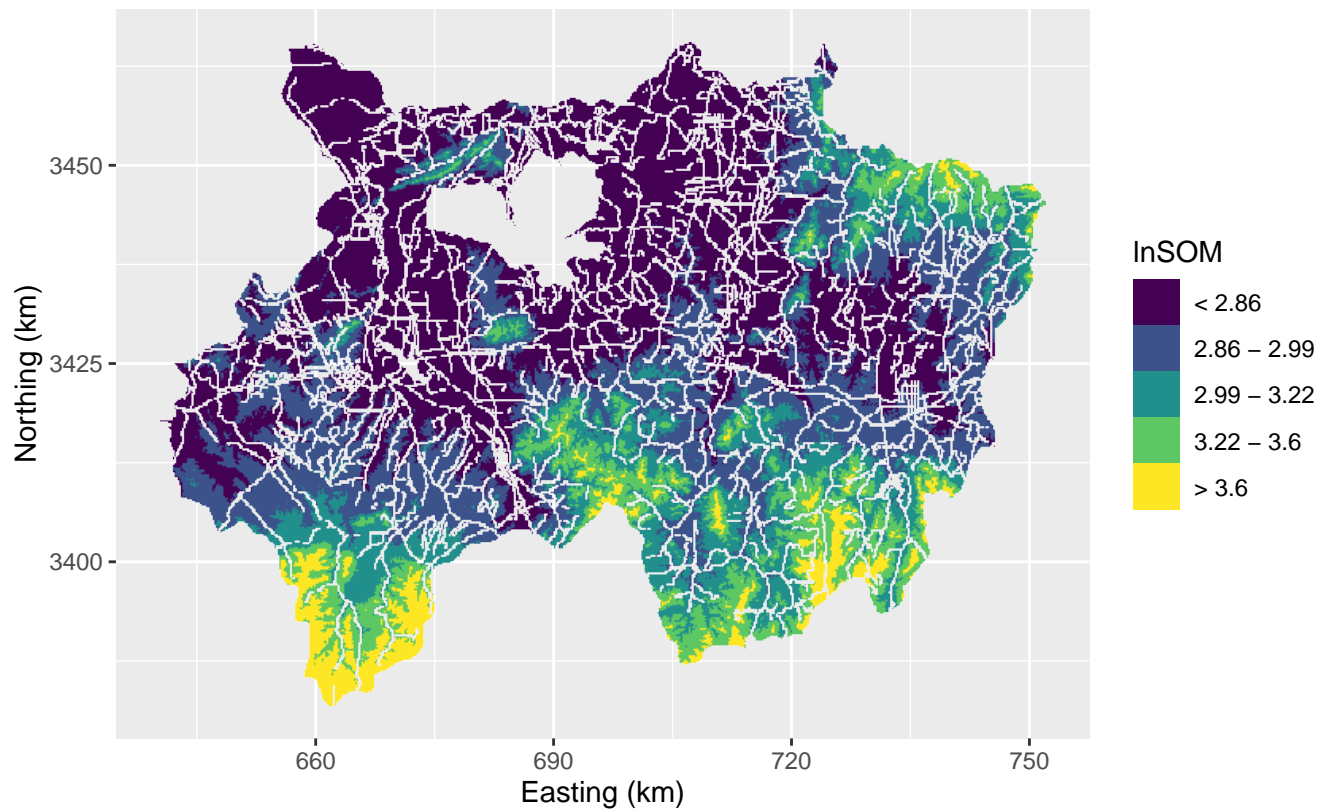 3450
3425
3400
Northing (km)
660
690
720
750
Easting (km)
lnSOM
< 2.86
2.86 – 2.99
2.99 – 3.22
3.22 – 3.6
> 3.6